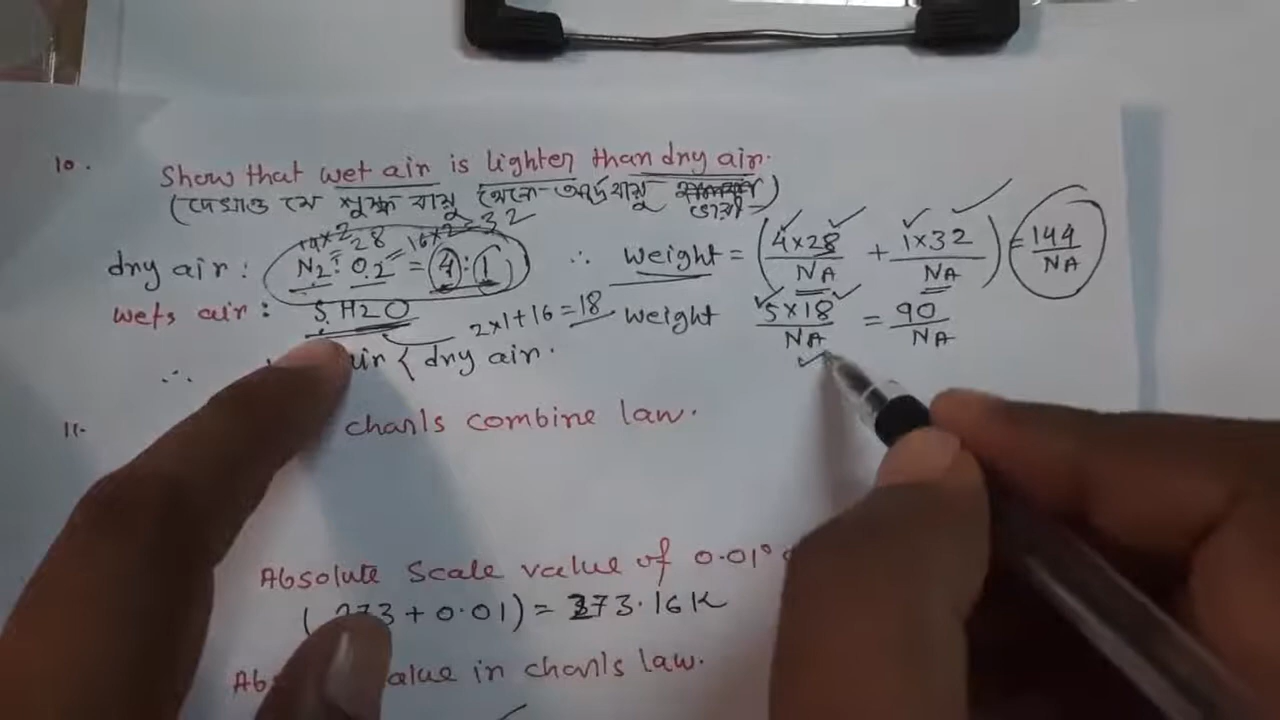 10. Show that wet air is lighter than dry air.
(দেখাও যে শুষ্ক বায়ু আর্দ্রবায়ু
14×2=28 16×2=32
dry air: N2: O2 = 4:1 ∴ weight = (4×28/NA + 1×32/NA) = 144/NA
wets air: 5 H2O 2×1+16=18 weight 5×18/NA = 90/NA
∴ air < dry air.
11. charls combine law.
Absolute Scale value of 0.01°
(273+0.01) = 273.16K
value in charls law.